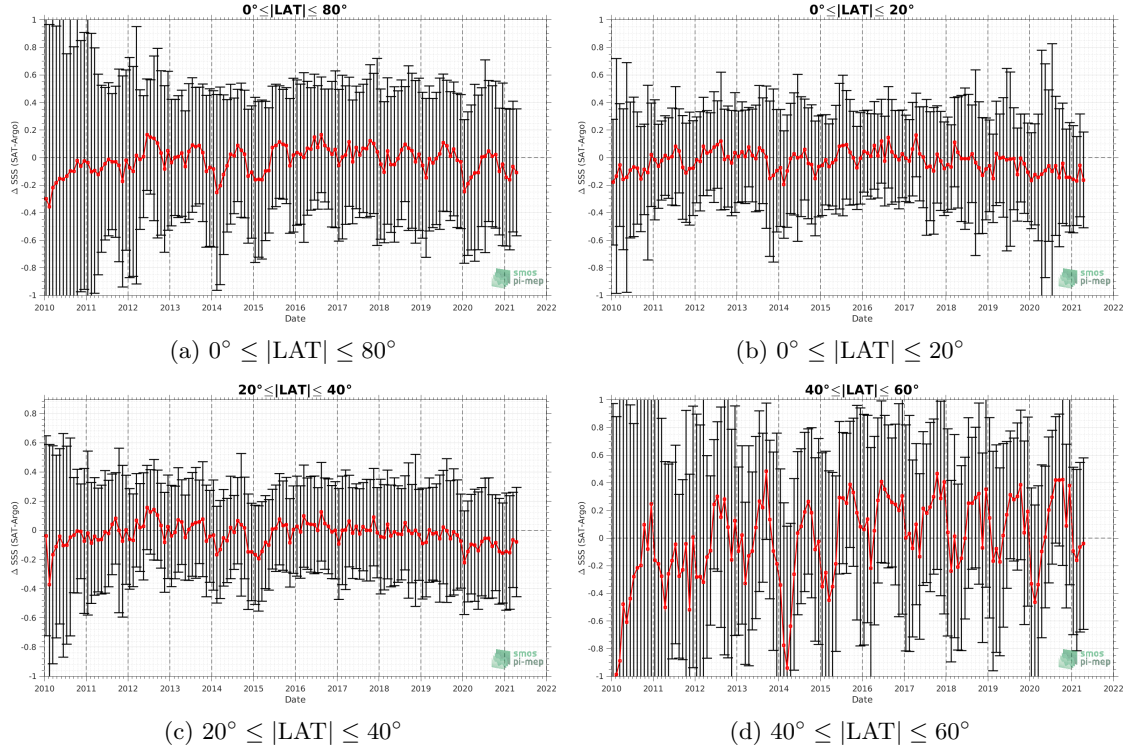 0°≤|LAT|≤ 80°
Δ SSS (SAT-Argo)
1
0.8
0.6
0.4
0.2
0
-0.2
-0.4
-0.6
-0.8
-1
2010 2011 2012 2013 2014 2015 2016 2017 2018 2019 2020 2021 2022
Date
smos
pi-mep
(a) 0° ≤ |LAT| ≤ 80°
0°≤|LAT|≤ 20°
Δ SSS (SAT-Argo)
1
0.8
0.6
0.4
0.2
0
-0.2
-0.4
-0.6
-0.8
-1
2010 2011 2012 2013 2014 2015 2016 2017 2018 2019 2020 2021 2022
Date
smos
pi-mep
(b) 0° ≤ |LAT| ≤ 20°
20°≤|LAT|≤ 40°
Δ SSS (SAT-Argo)
0.8
0.6
0.4
0.2
0
-0.2
-0.4
-0.6
-0.8
-1
2010 2011 2012 2013 2014 2015 2016 2017 2018 2019 2020 2021 2022
Date
smos
pi-mep
(c) 20° ≤ |LAT| ≤ 40°
40°≤|LAT|≤ 60°
Δ SSS (SAT-Argo)
1
0.8
0.6
0.4
0.2
0
-0.2
-0.4
-0.6
-0.8
-1
2010 2011 2012 2013 2014 2015 2016 2017 2018 2019 2020 2021 2022
Date
smos
pi-mep
(d) 40° ≤ |LAT| ≤ 60°